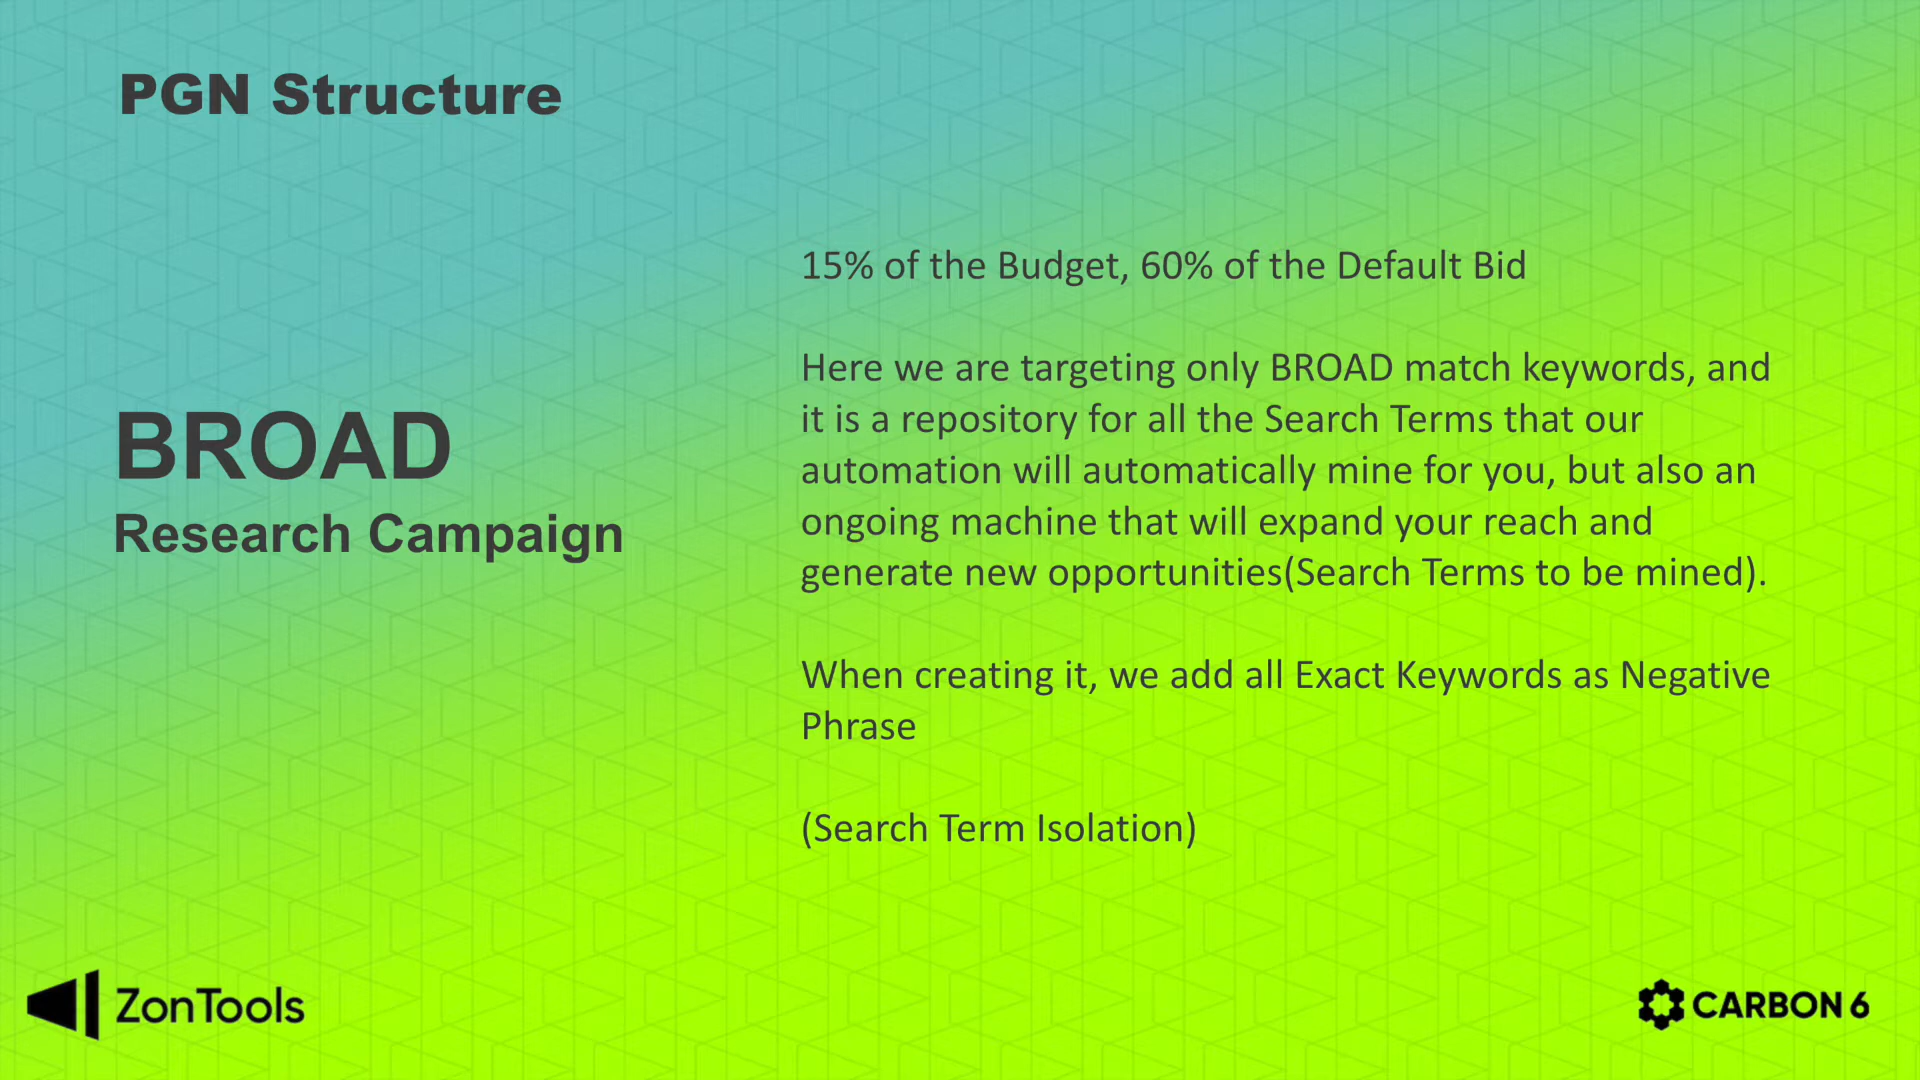 PGN Structure
BROAD
Research Campaign
15% of the Budget, 60% of the Default Bid
Here we are targeting only BROAD match keywords, and
it is a repository for all the Search Terms that our
automation will automatically mine for you, but also an
ongoing machine that will expand your reach and
generate new opportunities(Search Terms to be mined).
When creating it, we add all Exact Keywords as Negative
Phrase
(Search Term Isolation)
ZonTools
CARBON 6